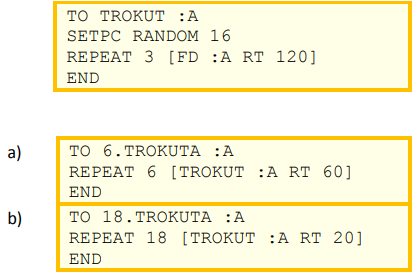 TO TROKUT :A
SETPC RANDOM 16
REPEAT 3 [FD :A RT 120]
END
a)
TO 6.TROKUTA :A
REPEAT 6 [TROKUT :A RT 60]
END
b)
TO 18.TROKUTA :A
REPEAT 18 [TROKUT :A RT 20]
END